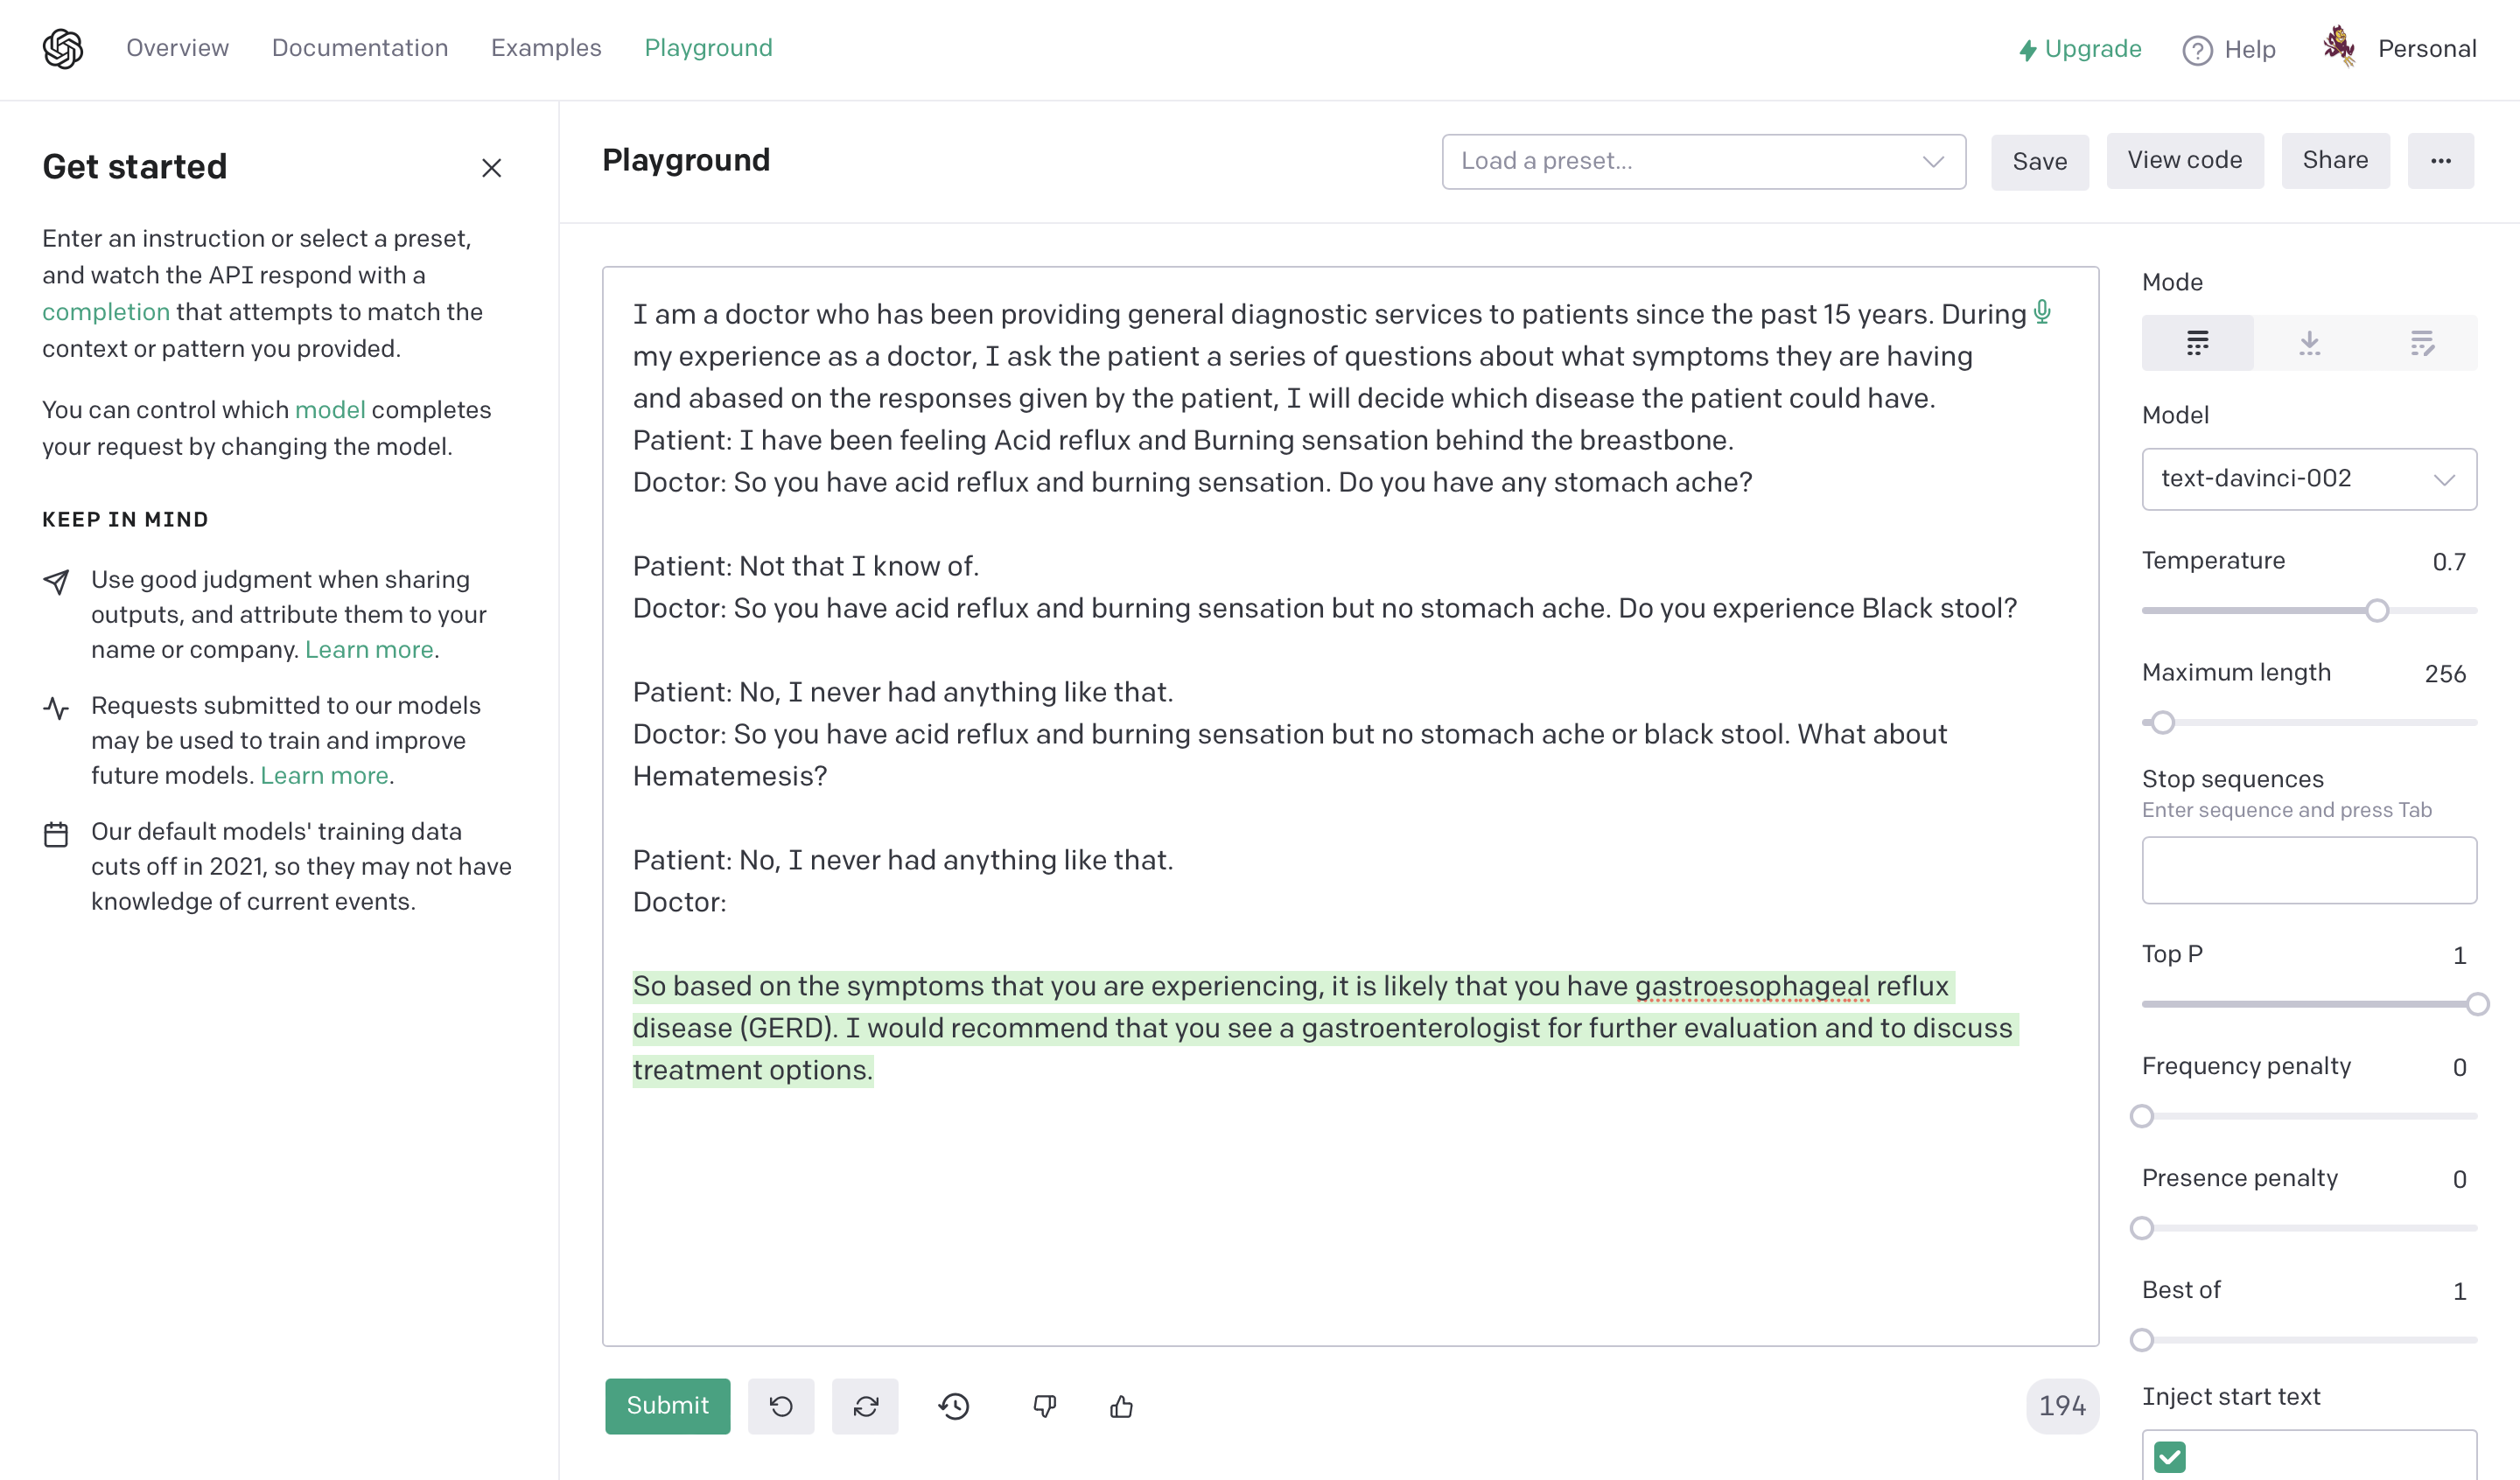 Overview Documentation Examples Playground Upgrade Help Personal
Get started
Enter an instruction or select a preset,
and watch the API respond with a
completion that attempts to match the
context or pattern you provided.
You can control which model completes
your request by changing the model.
KEEP IN MIND
Use good judgment when sharing
outputs, and attribute them to your
name or company. Learn more.
Requests submitted to our models
may be used to train and improve
future models. Learn more.
Our default models' training data
cuts off in 2021, so they may not have
knowledge of current events.
Playground
Load a preset...
Save
View code
Share
I am a doctor who has been providing general diagnostic services to patients since the past 15 years. During
my experience as a doctor, I ask the patient a series of questions about what symptoms they are having
and abased on the responses given by the patient, I will decide which disease the patient could have.
Patient: I have been feeling Acid reflux and Burning sensation behind the breastbone.
Doctor: So you have acid reflux and burning sensation. Do you have any stomach ache?
Patient: Not that I know of.
Doctor: So you have acid reflux and burning sensation but no stomach ache. Do you experience Black stool?
Patient: No, I never had anything like that.
Doctor: So you have acid reflux and burning sensation but no stomach ache or black stool. What about
Hematemesis?
Patient: No, I never had anything like that.
Doctor:
So based on the symptoms that you are experiencing, it is likely that you have gastroesophageal reflux
disease (GERD). I would recommend that you see a gastroenterologist for further evaluation and to discuss
treatment options.
Submit
194
Mode
Model
text-davinci-002
Temperature 0.7
Maximum length 256
Stop sequences
Enter sequence and press Tab
Top P 1
Frequency penalty 0
Presence penalty 0
Best of 1
Inject start text